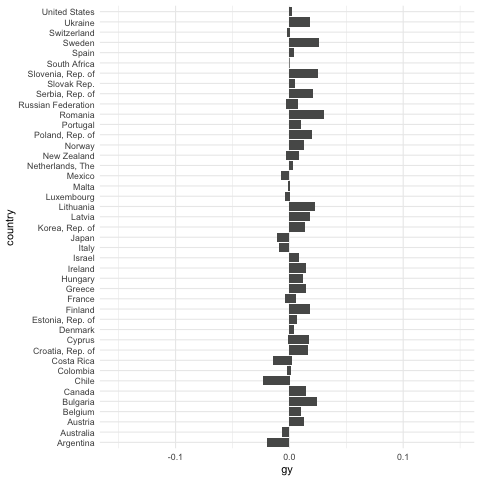 United States
Ukraine
Switzerland
Sweden
Spain
South Africa
Slovenia, Rep. of
Slovak Rep.
Serbia, Rep. of
Russian Federation
Romania
Portugal
Poland, Rep. of
Norway
New Zealand
Netherlands, The
Mexico
Malta
Luxembourg
Lithuania
Latvia
Korea, Rep. of
Japan
Italy
Israel
Ireland
Hungary
Greece
France
Finland
Estonia, Rep. of
Denmark
Cyprus
Croatia, Rep. of
Costa Rica
Colombia
Chile
Canada
Bulgaria
Belgium
Austria
Australia
Argentina
country
-0.1 0.0 0.1
gy